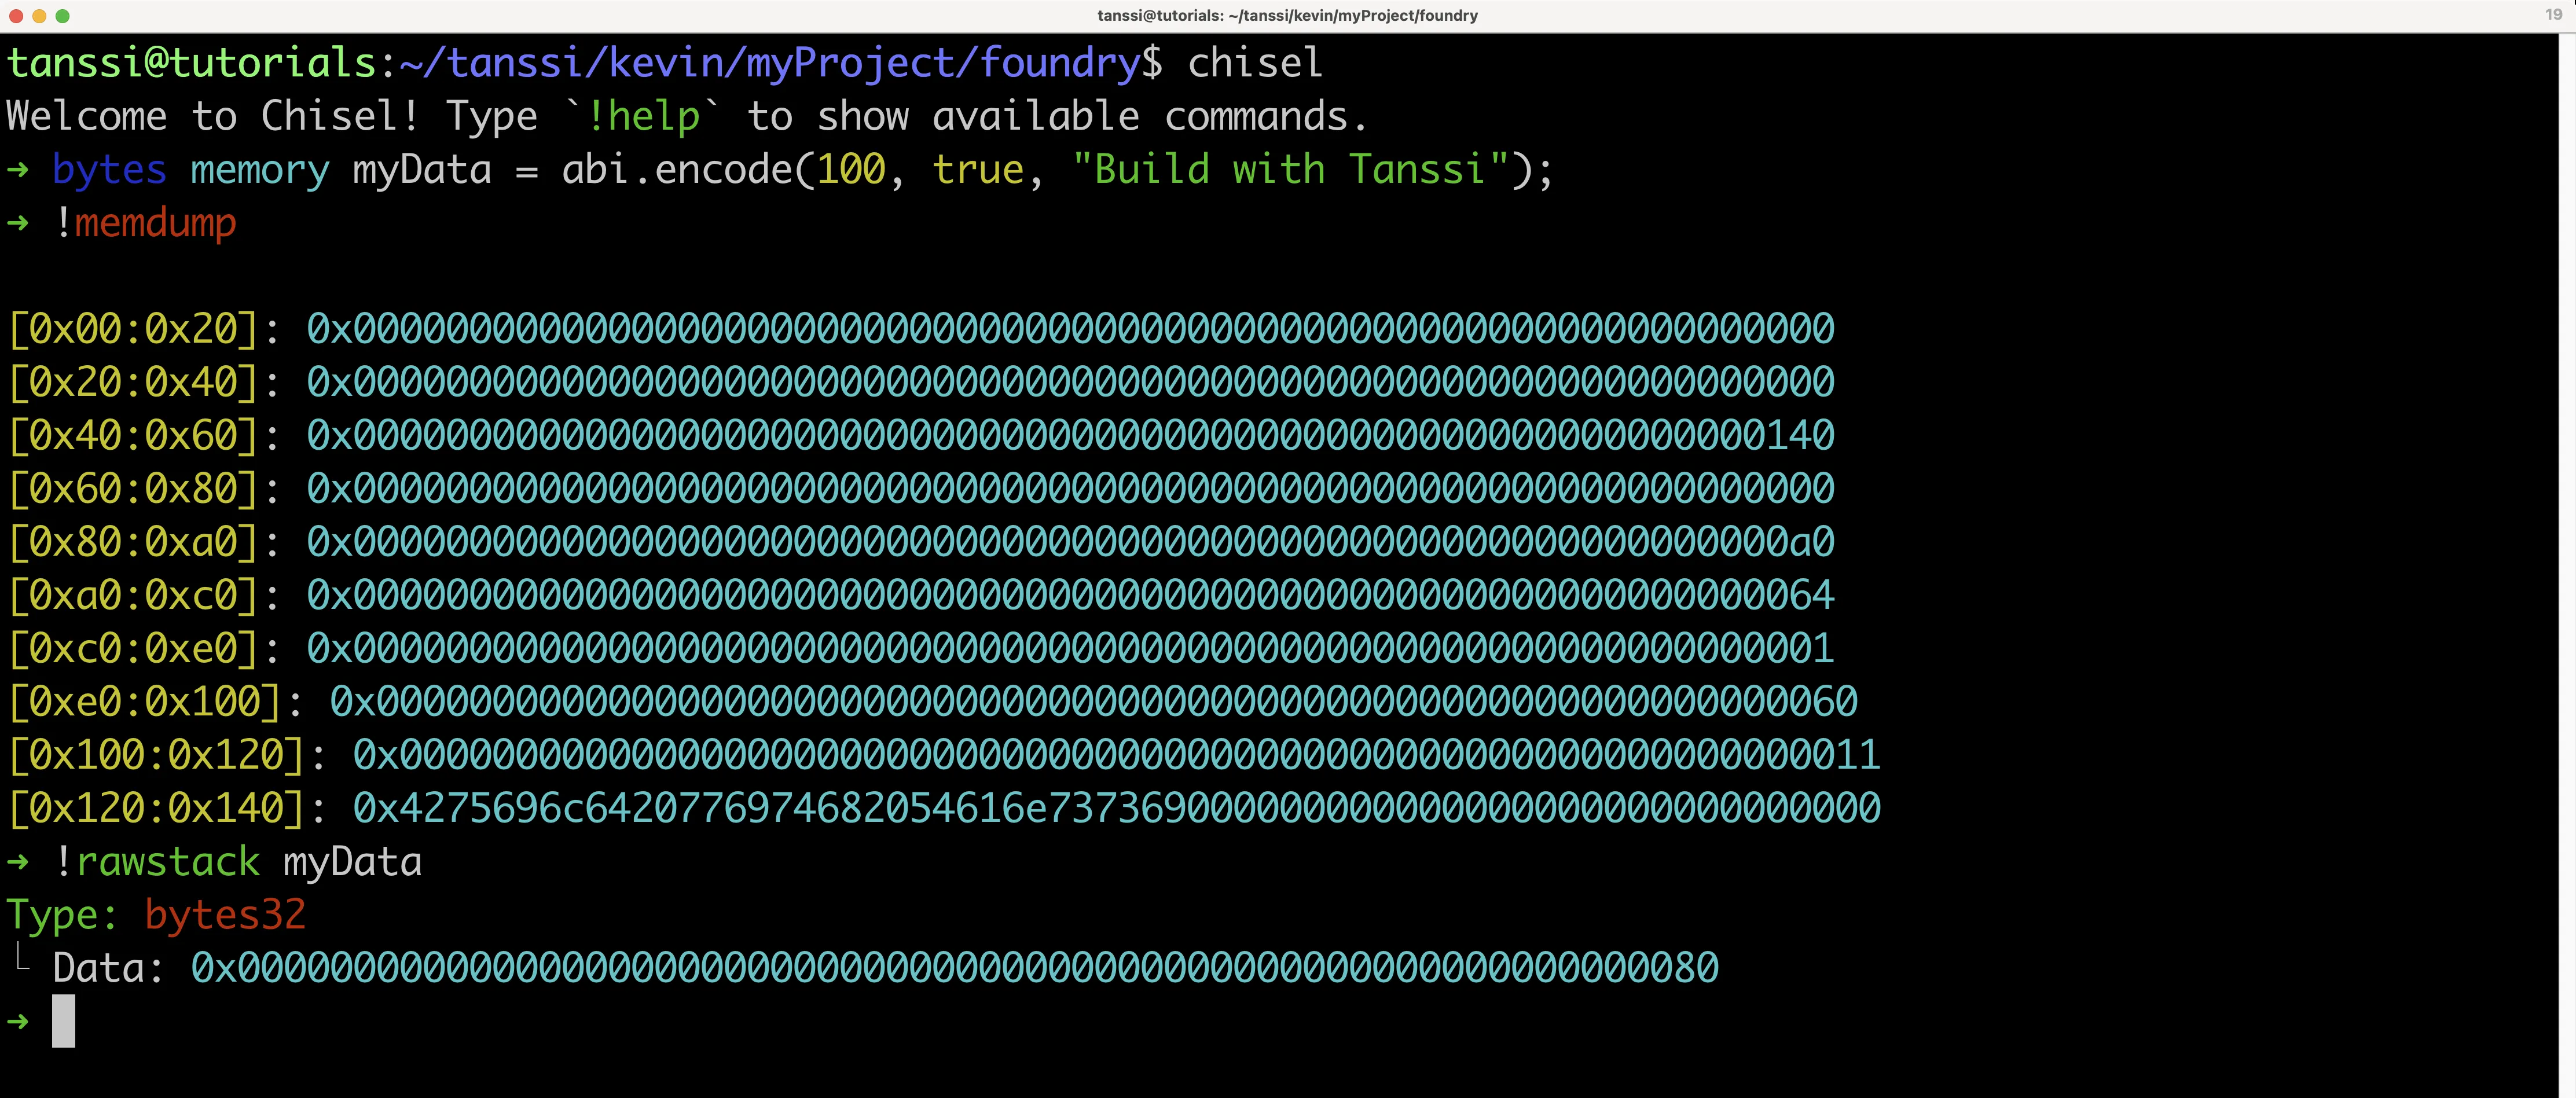 tanssi@tutorials: ~/tanssi/kevin/myProject/foundry
19
tanssi@tutorials:~/tanssi/kevin/myProject/foundry$ chisel
Welcome to Chisel! Type `!help` to show available commands.
➜ bytes memory myData = abi.encode(100, true, "Build with Tanssi");
➜ !memdump
[0x00:0x20]: 0x0000000000000000000000000000000000000000000000000000000000000000
[0x20:0x40]: 0x0000000000000000000000000000000000000000000000000000000000000000
[0x40:0x60]: 0x0000000000000000000000000000000000000000000000000000000000000140
[0x60:0x80]: 0x0000000000000000000000000000000000000000000000000000000000000000
[0x80:0xa0]: 0x00000000000000000000000000000000000000000000000000000000000000a0
[0xa0:0xc0]: 0x0000000000000000000000000000000000000000000000000000000000000064
[0xc0:0xe0]: 0x0000000000000000000000000000000000000000000000000000000000000001
[0xe0:0x100]: 0x0000000000000000000000000000000000000000000000000000000000000060
[0x100:0x120]: 0x0000000000000000000000000000000000000000000000000000000000000011
[0x120:0x140]: 0x4275696c6420776974682054616e737369000000000000000000000000000000
➜ !rawstack myData
Type: bytes32
└ Data: 0x0000000000000000000000000000000000000000000000000000000000000080
➜